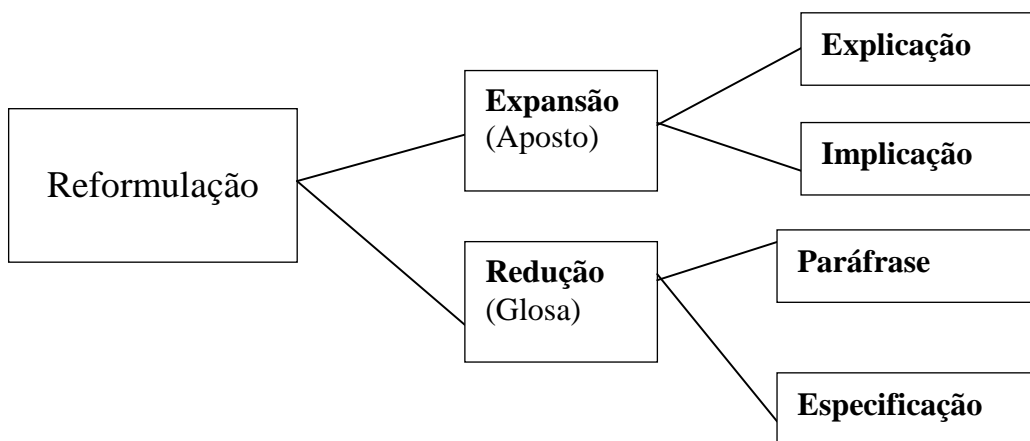 Reformulação
Expansão
(Aposto)
Explicação
Implicação
Redução
(Glosa)
Paráfrase
Especificação